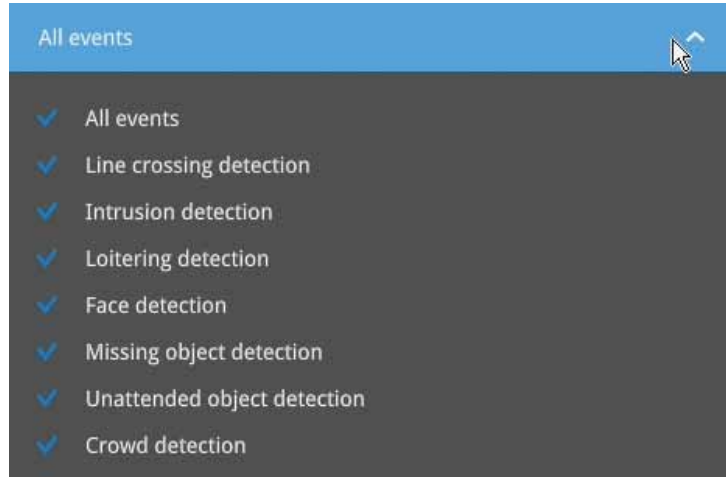 All events
All events
Line crossing detection
Intrusion detection
Loitering detection
Face detection
Missing object detection
Unattended object detection
Crowd detection